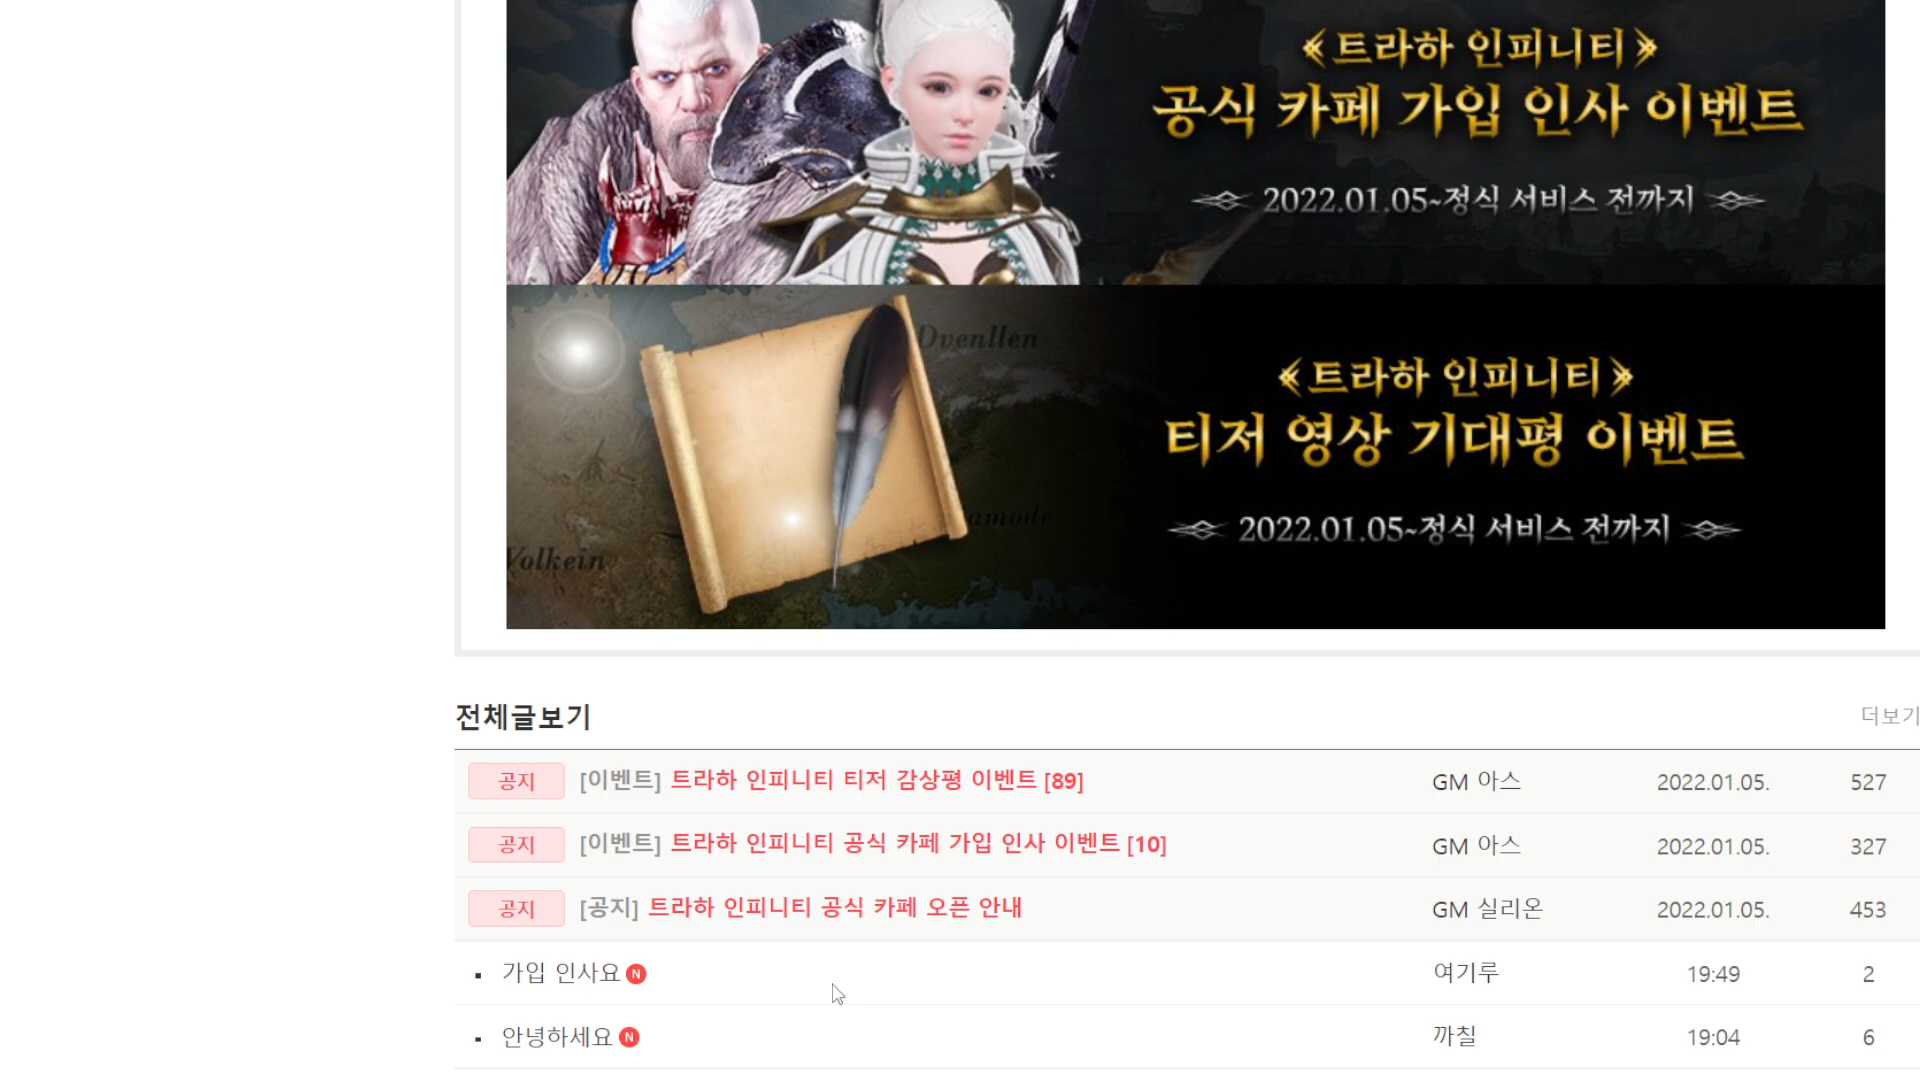 《트라하 인피니티》
공식 카페 가입 인사 이벤트
2022.01.05~정식 서비스 전까지
Dvenllen
《트라하 인피니티》
티저 영상 기대평 이벤트
amode
2022.01.05~정식 서비스 전까지
Volkein
전체글보기 더보기
공지 [이벤트] 트라하 인피니티 티저 감상평 이벤트 [89] GM 아스 2022.01.05. 527
공지 [이벤트] 트라하 인피니티 공식 카페 가입 인사 이벤트 [10] GM 아스 2022.01.05. 327
공지 [공지] 트라하 인피니티 공식 카페 오픈 안내 GM 실리온 2022.01.05. 453
가입 인사요 N 여기루 19:49 2
안녕하세요 N 까칠 19:04 6